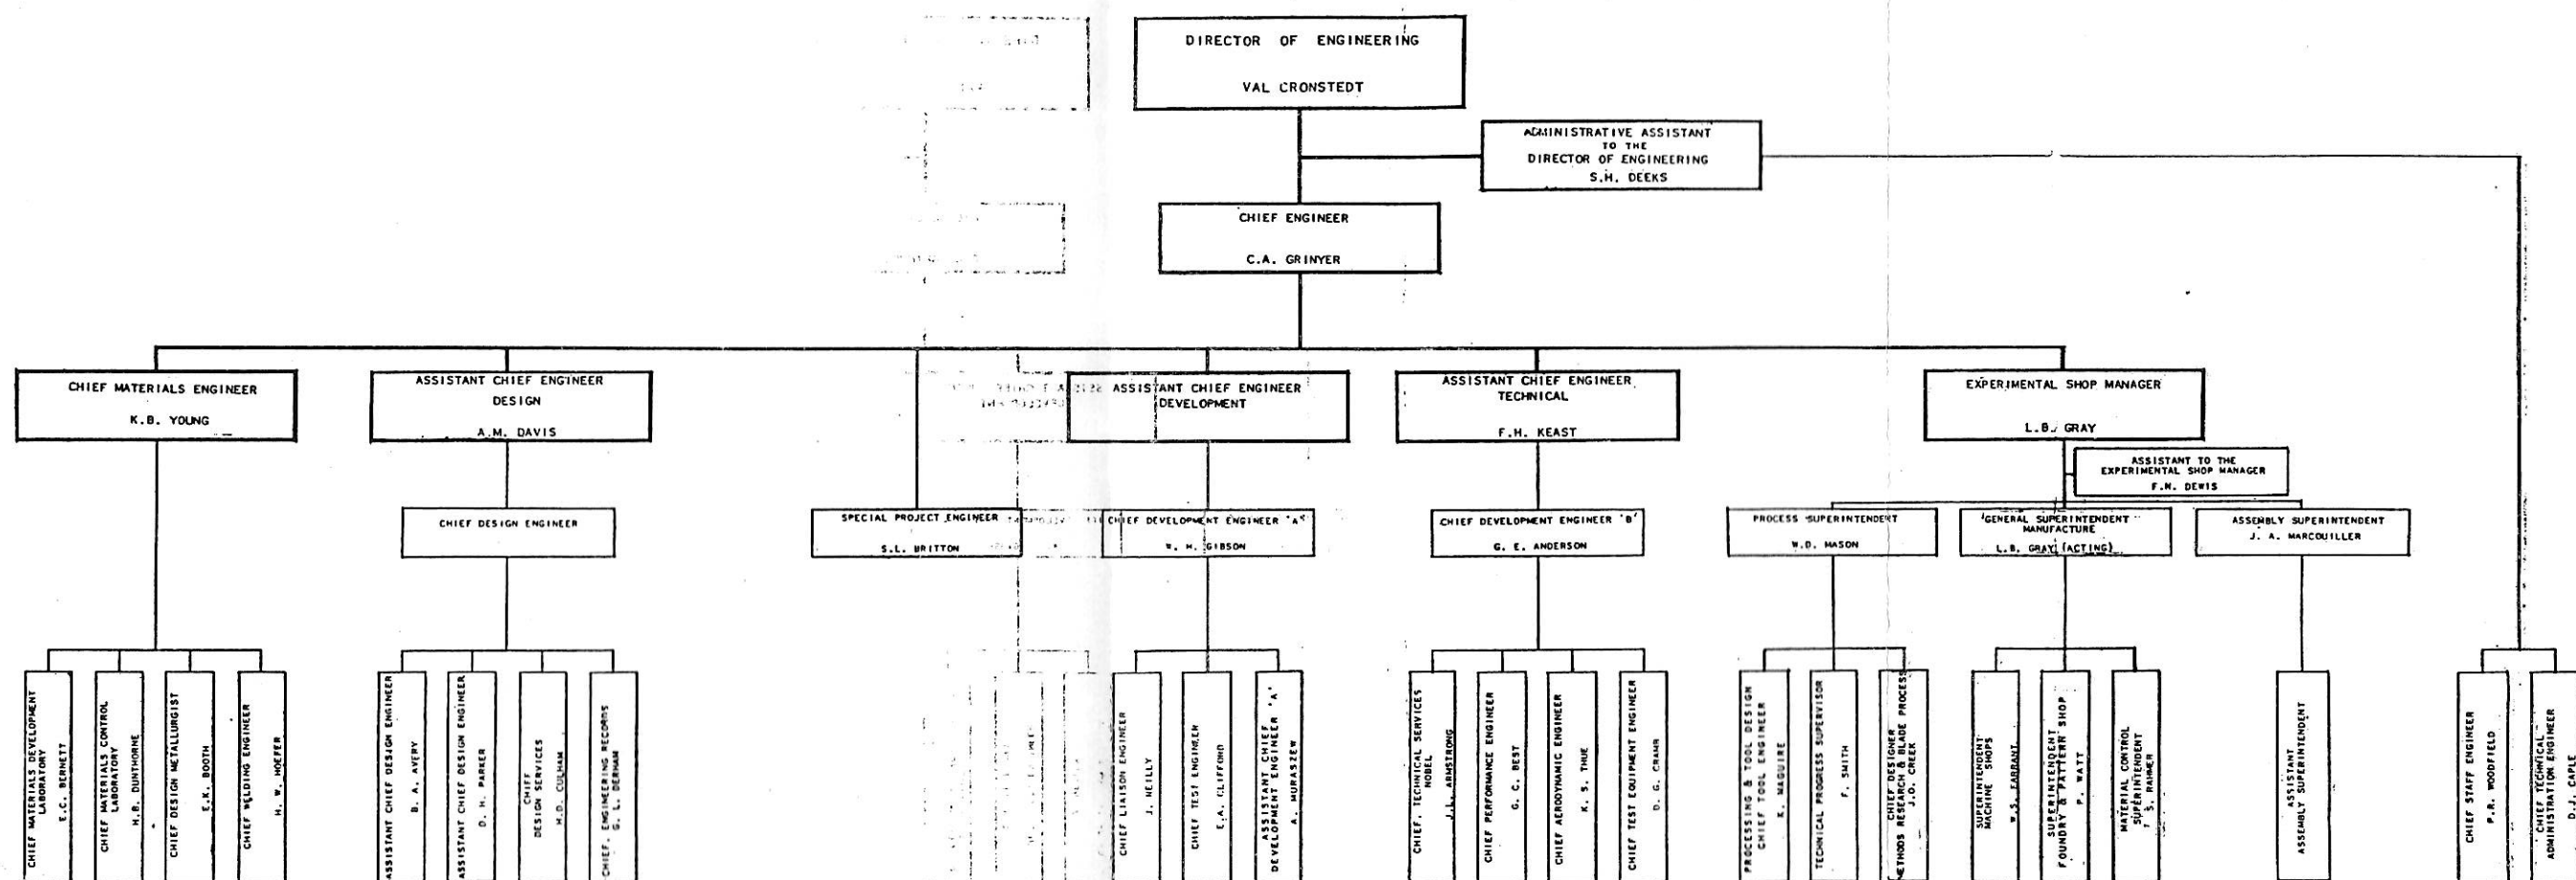 DIRECTOR OF ENGINEERING
VAL CRONSTEDT
ADMINISTRATIVE ASSISTANT
TO THE
DIRECTOR OF ENGINEERING
S.H. DEEKS
CHIEF ENGINEER
C.A. GRINYER
CHIEF MATERIALS ENGINEER
K.B. YOUNG
ASSISTANT CHIEF ENGINEER
DESIGN
A.M. DAVIS
ASSISTANT CHIEF ENGINEER
DEVELOPMENT
ASSISTANT CHIEF ENGINEER
TECHNICAL
F.H. KEAST
EXPERIMENTAL SHOP MANAGER
L.B. GRAY
ASSISTANT TO THE
EXPERIMENTAL SHOP MANAGER
F.N. DEWIS
CHIEF DESIGN ENGINEER
SPECIAL PROJECT ENGINEER
S.L. BRITTON
CHIEF DEVELOPMENT ENGINEER 'A'
W. H. GIBSON
CHIEF DEVELOPMENT ENGINEER 'B'
G. E. ANDERSON
PROCESS SUPERINTENDENT
W.D. MASON
GENERAL SUPERINTENDENT
MANUFACTURE
L.B. GRAY (ACTING)
ASSEMBLY SUPERINTENDENT
J. A. MARCOUILLER
CHIEF MATERIALS DEVELOPMENT
LABORATORY
E.C. BERNETT
CHIEF MATERIALS CONTROL
LABORATORY
H.B. DUNTHORNE
CHIEF DESIGN METALLURGIST
E.K. BOOTH
CHIEF WELDING ENGINEER
H. W. HOEFER
ASSISTANT CHIEF DESIGN ENGINEER
B. A. AVERY
ASSISTANT CHIEF DESIGN ENGINEER
D. H. PARKER
CHIEF
DESIGN SERVICES
H.D. CULHAM
CHIEF, ENGINEERING RECORDS
G. L. DERHAM
CHIEF LIAISON ENGINEER
J. NEILLY
CHIEF TEST ENGINEER
E.A. CLIFFORD
ASSISTANT CHIEF
DEVELOPMENT ENGINEER 'A'
A. MURASZEW
CHIEF, TECHNICAL SERVICES
NOBEL
J.L. ARMSTRONG
CHIEF PERFORMANCE ENGINEER
G. C. BEST
CHIEF AERODYNAMIC ENGINEER
K. S. THUE
CHIEF TEST EQUIPMENT ENGINEER
D. G. CRAMB
PROCESSING & TOOL DESIGN
CHIEF TOOL ENGINEER
K. MAGUIRE
TECHNICAL PROGRESS SUPERVISOR
F. SMITH
CHIEF DESIGNER
METHODS RESEARCH & BLADE PROCESS
J.O. CREEK
SUPERINTENDENT
MACHINE SHOPS
W.S. FARRANT
SUPERINTENDENT
FOUNDRY & PATTERN SHOP
P. WATT
MATERIAL CONTROL
SUPERINTENDENT
S. RAHMER
ASSISTANT
ASSEMBLY SUPERINTENDENT
CHIEF STAFF ENGINEER
P.R. WOODFIELD
CHIEF TECHNICAL
ADMINISTRATION ENGINEER
D.J. CAPLE